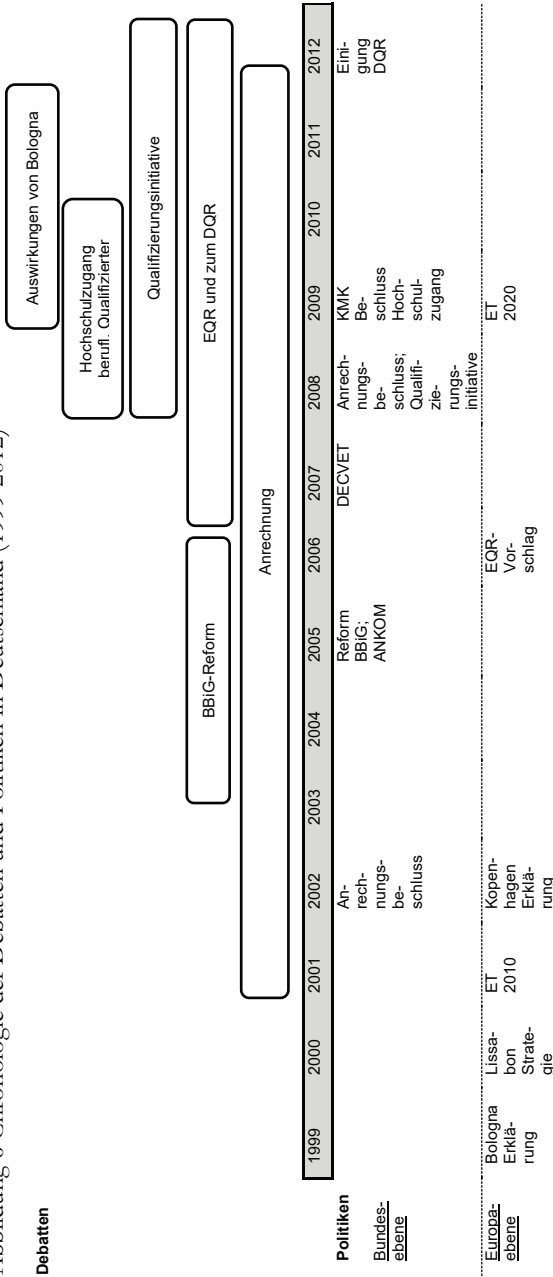 Abbildung 6 Chronologie der Debatten und Politiken in Deutschland (1999-2012)
Debatten
Auswirkungen von Bologna
Hochschulzugang
berufl. Qualifizierter
Qualifizierungsinitiative
BBiG-Reform
EQR und zum DQR
Anrechnung
1999
2000
2001
2002
2003
2004
2005
2006
2007
2008
2009
2010
2011
2012
Politiken
Bundes-
ebene
An-
rech-
nungs-
be-
schluss
Reform
BBiG;
ANKOM
DECVET
Anrech-
nungs-
be-
schluss;
Qualifi-
zie-
rungs-
initiative
KMK
Be-
schluss
Hoch-
schul-
zugang
Eini-
gung
DQR
Europa-
ebene
Bologna
Erklä-
rung
Lissa-
bon
Strate-
gie
ET
2010
Kopen-
hagen
Erklä-
rung
EQR-
Vor-
schlag
ET
2020